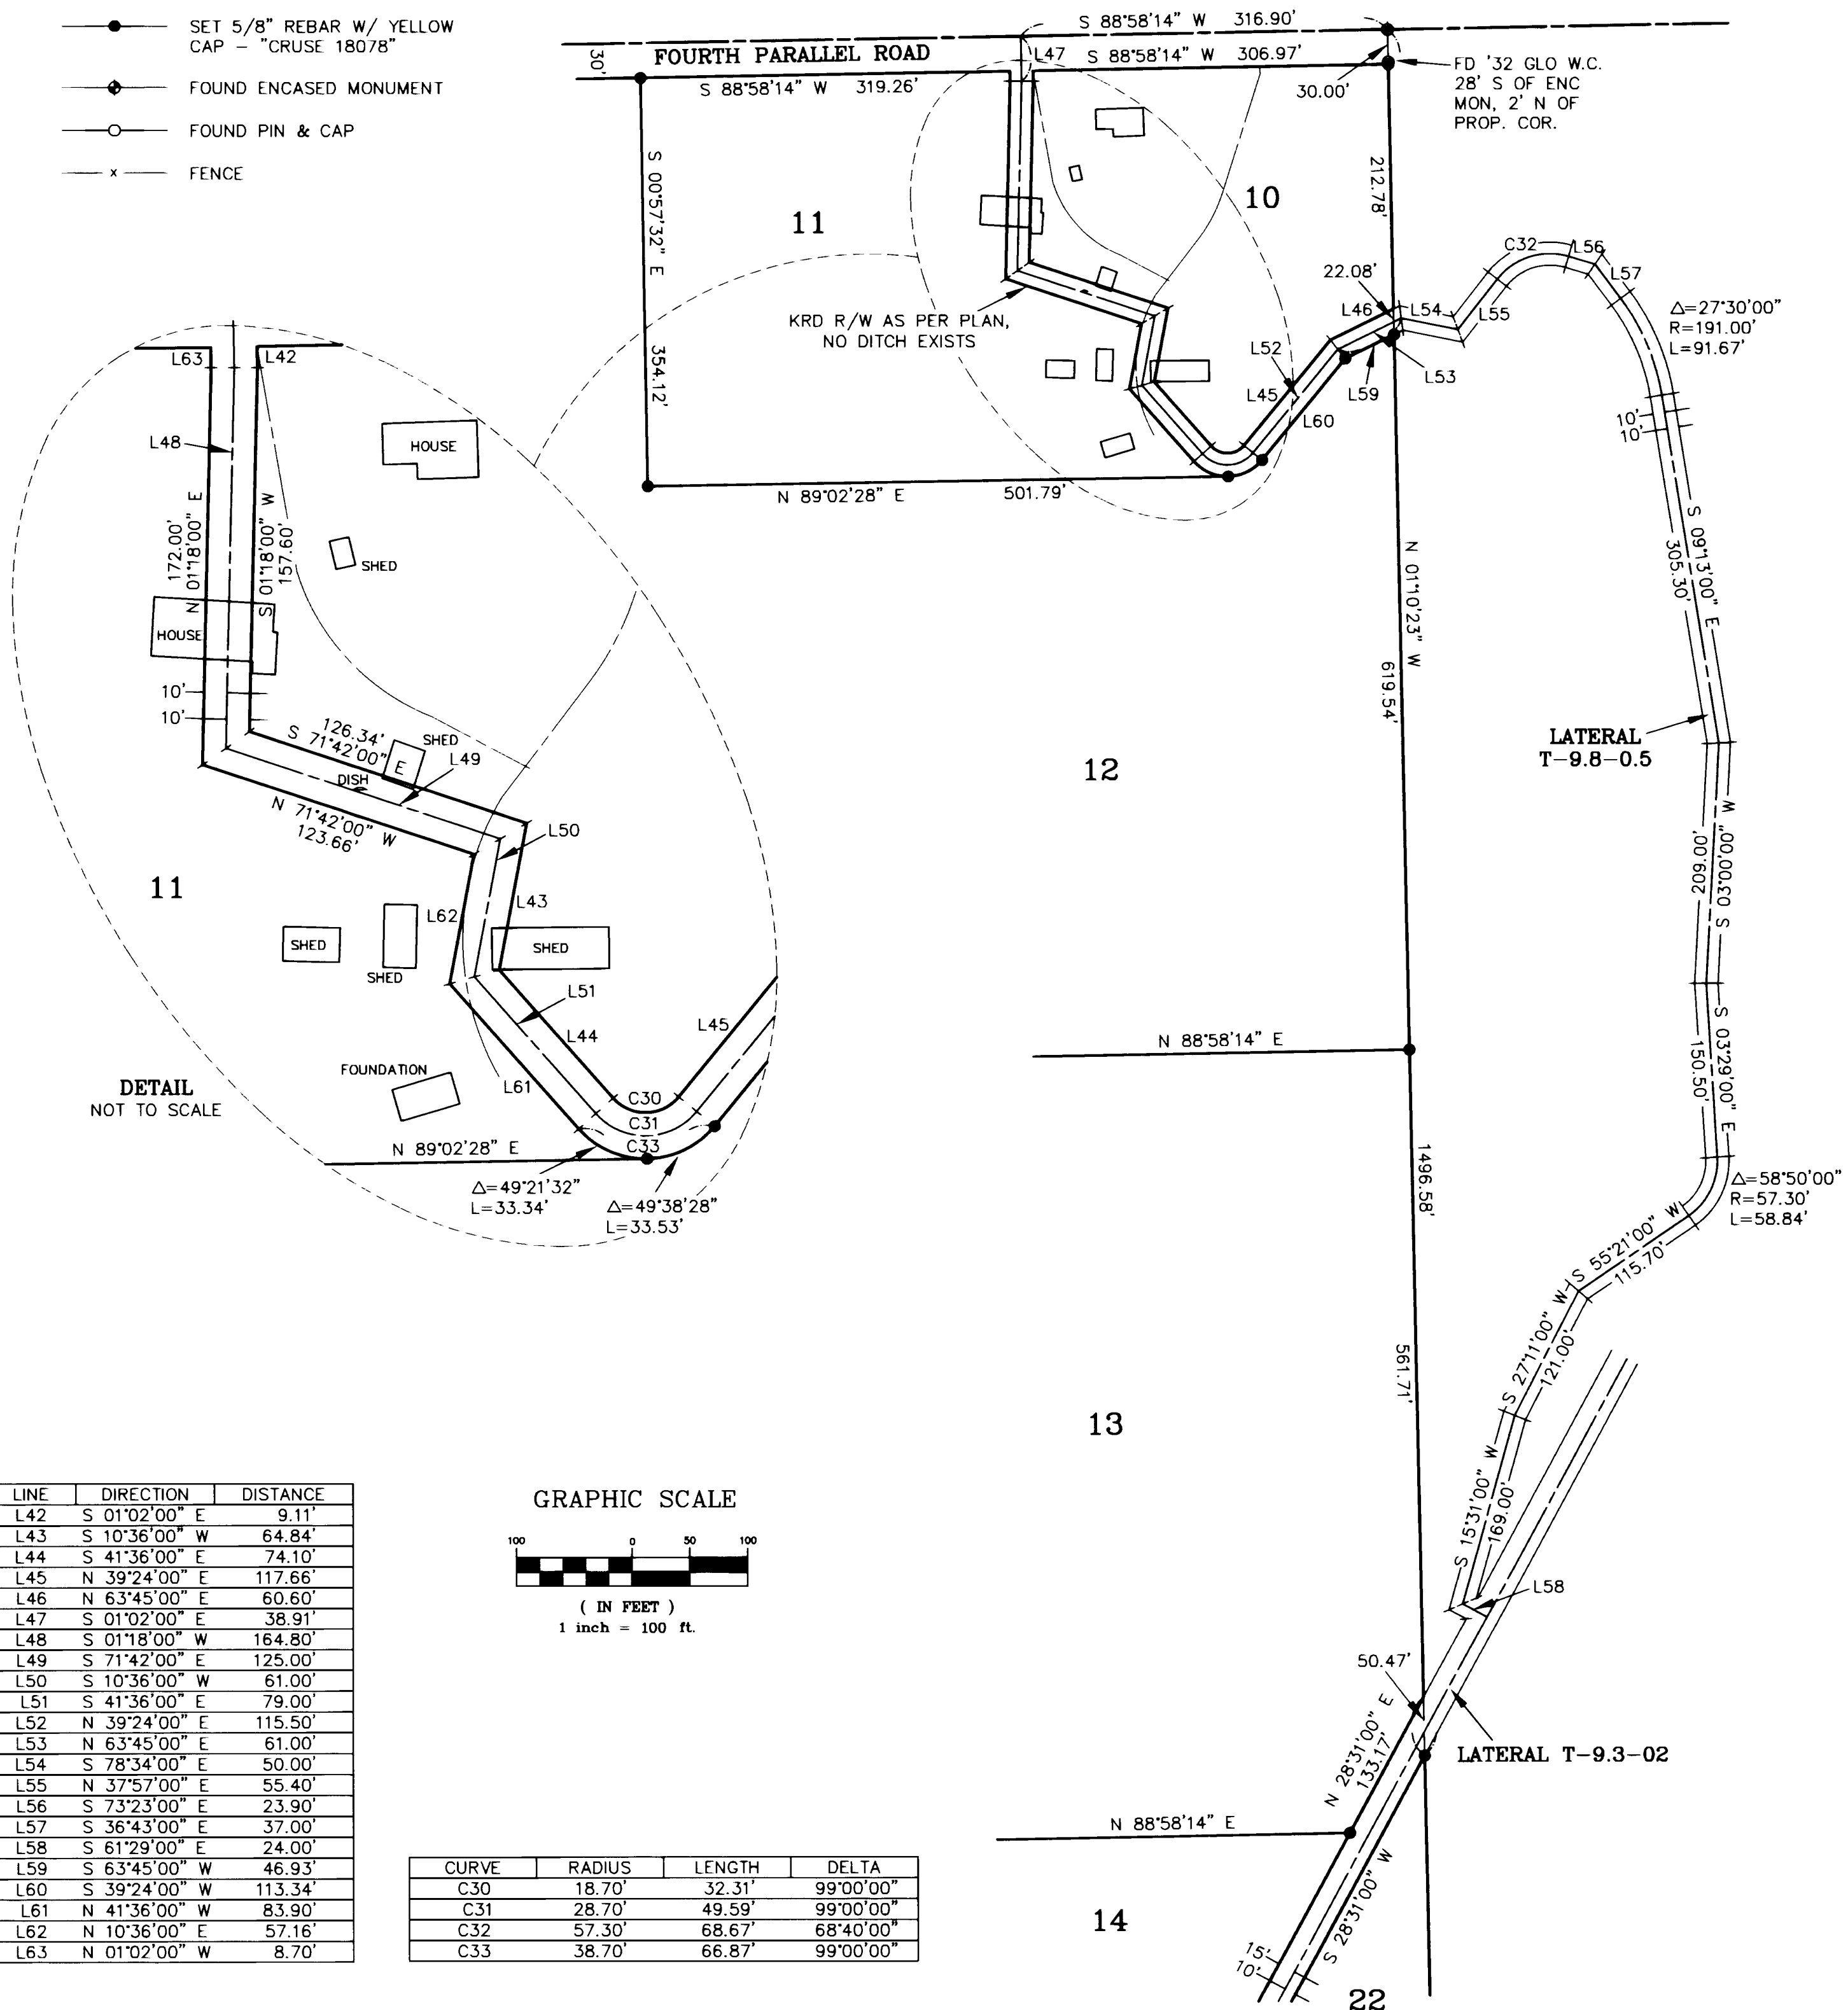 SET 5/8" REBAR W/ YELLOW
CAP - "CRUSE 18078"
FOUND ENCASED MONUMENT
FOUND PIN & CAP
x
FENCE
S 88°58'14" W 316.90'
30'
FOURTH PARALLEL ROAD
L47
S 88°58'14" W 306.97'
S 88°58'14" W 319.26'
30.00'
FD '32 GLO W.C.
28' S OF ENC
MON, 2' N OF
PROP. COR.
S 00°57'32" E
354.12'
11
10
212.78'
KRD R/W AS PER PLAN,
NO DITCH EXISTS
22.08'
L46
L54
L55
C32
L56
L57
Δ=27°30'00"
R=191.00'
L=91.67'
L52
L45
L59
L53
L60
10'
10'
N 89°02'28" E 501.79'
L63
L42
L48
HOUSE
172.00'
N 01°18'00" E
S 01°18'00" W
157.60'
SHED
HOUSE
10'
10'
126.34'
S 71°42'00" E
SHED
L49
DISH
N 71°42'00" W
123.66'
L50
11
L62
L43
SHED
SHED
SHED
L51
L44
L45
FOUNDATION
L61
C30
C31
C33
DETAIL
NOT TO SCALE
N 89°02'28" E
Δ=49°21'32"
L=33.34'
Δ=49°38'28"
L=33.53'
N 01°10'23" W
619.54'
S 09°13'00" E
305.30'
LATERAL
T-9.8-0.5
12
S 03°00'00" W
209.00'
N 88°58'14" E
S 03°29'00" E
150.50'
1496.58'
Δ=58°50'00"
R=57.30'
L=58.84'
S 55°21'00" W
115.70'
S 27°11'00" W
121.00'
561.71'
13
S 15°31'00" W
169.00'
L58
50.47'
N 28°31'00" E
133.17'
LATERAL T-9.3-02
N 88°58'14" E
S 28°31'00" W
14
15'
10'
22
GRAPHIC SCALE
100 0 50 100
( IN FEET )
1 inch = 100 ft.
LINE DIRECTION DISTANCE
L42 S 01°02'00" E 9.11'
L43 S 10°36'00" W 64.84'
L44 S 41°36'00" E 74.10'
L45 N 39°24'00" E 117.66'
L46 N 63°45'00" E 60.60'
L47 S 01°02'00" E 38.91'
L48 S 01°18'00" W 164.80'
L49 S 71°42'00" E 125.00'
L50 S 10°36'00" W 61.00'
L51 S 41°36'00" E 79.00'
L52 N 39°24'00" E 115.50'
L53 N 63°45'00" E 61.00'
L54 S 78°34'00" E 50.00'
L55 N 37°57'00" E 55.40'
L56 S 73°23'00" E 23.90'
L57 S 36°43'00" E 37.00'
L58 S 61°29'00" E 24.00'
L59 S 63°45'00" W 46.93'
L60 S 39°24'00" W 113.34'
L61 N 41°36'00" W 83.90'
L62 N 10°36'00" E 57.16'
L63 N 01°02'00" W 8.70'
CURVE RADIUS LENGTH DELTA
C30 18.70' 32.31' 99°00'00"
C31 28.70' 49.59' 99°00'00"
C32 57.30' 68.67' 68°40'00"
C33 38.70' 66.87' 99°00'00"